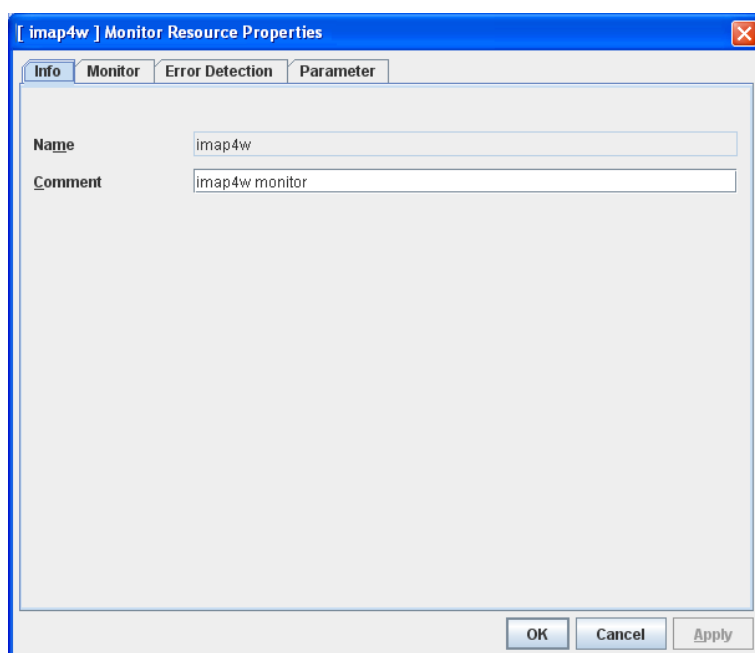 [ imap4w ] Monitor Resource Properties
Info Monitor Error Detection Parameter
Name imap4w
Comment imap4w monitor
OK Cancel Apply